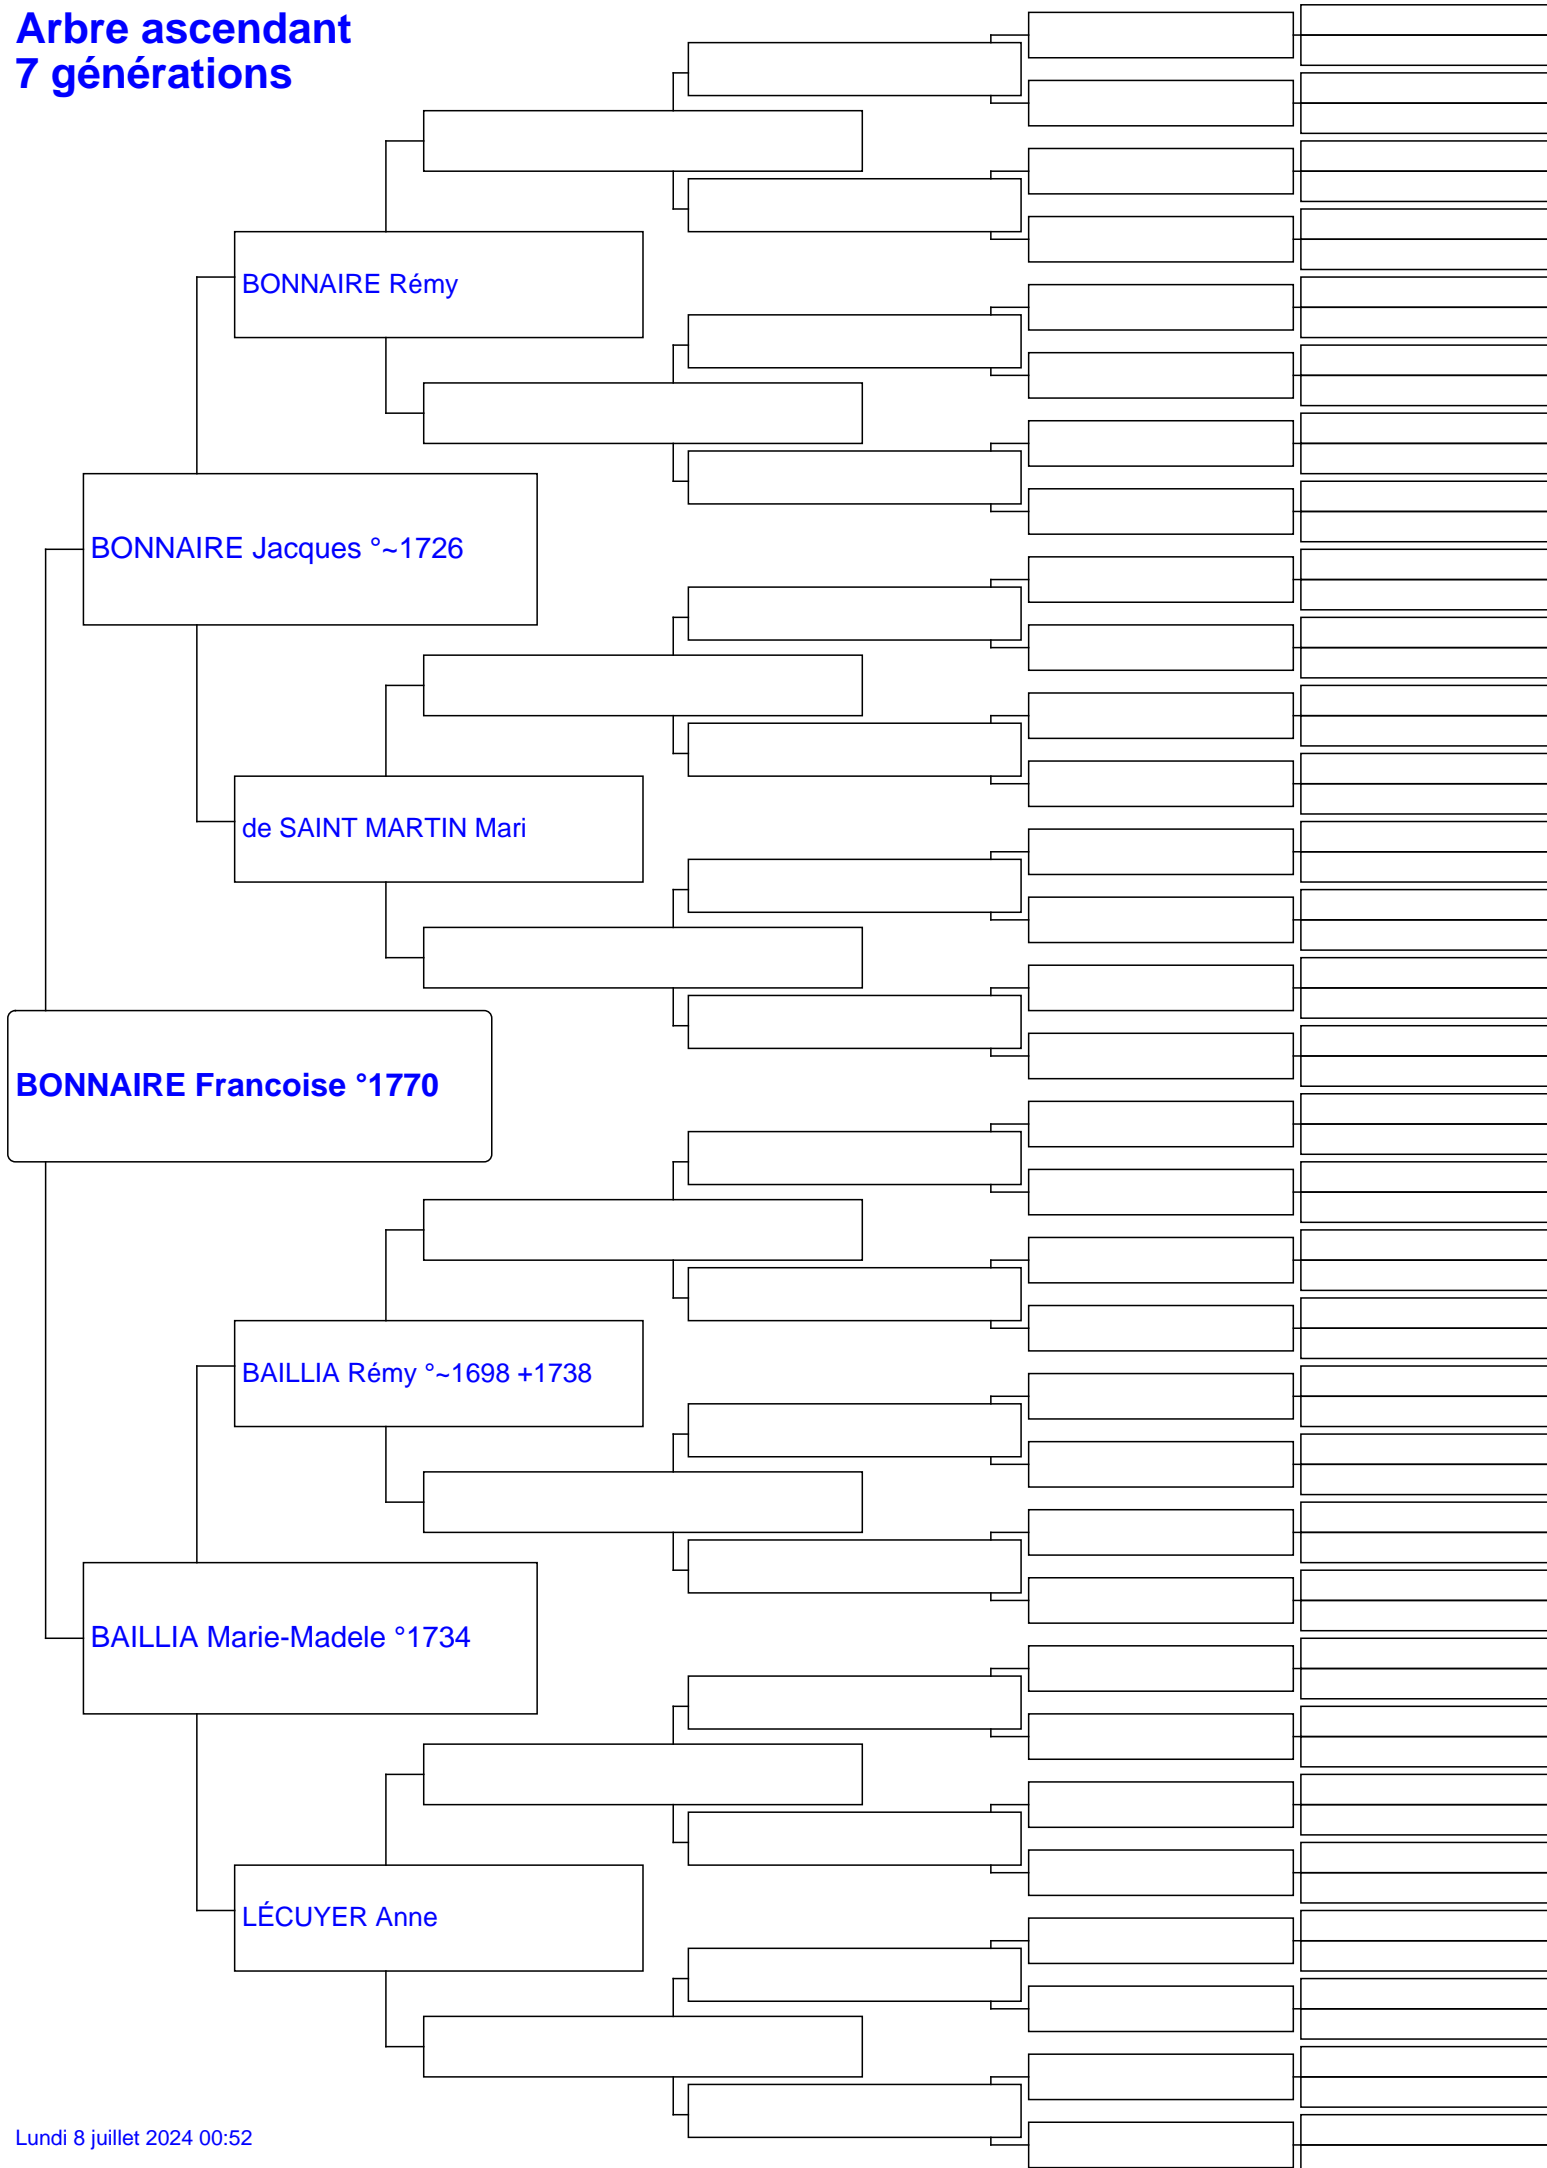 Arbre ascendant
7 générations
BONNAIRE Rémy
BONNAIRE Jacques °~1726
de SAINT MARTIN Mari
BONNAIRE Francoise °1770
BAILLIA Rémy °~1698 +1738
BAILLIA Marie-Madele °1734
LÉCUYER Anne
Lundi 8 juillet 2024 00:52